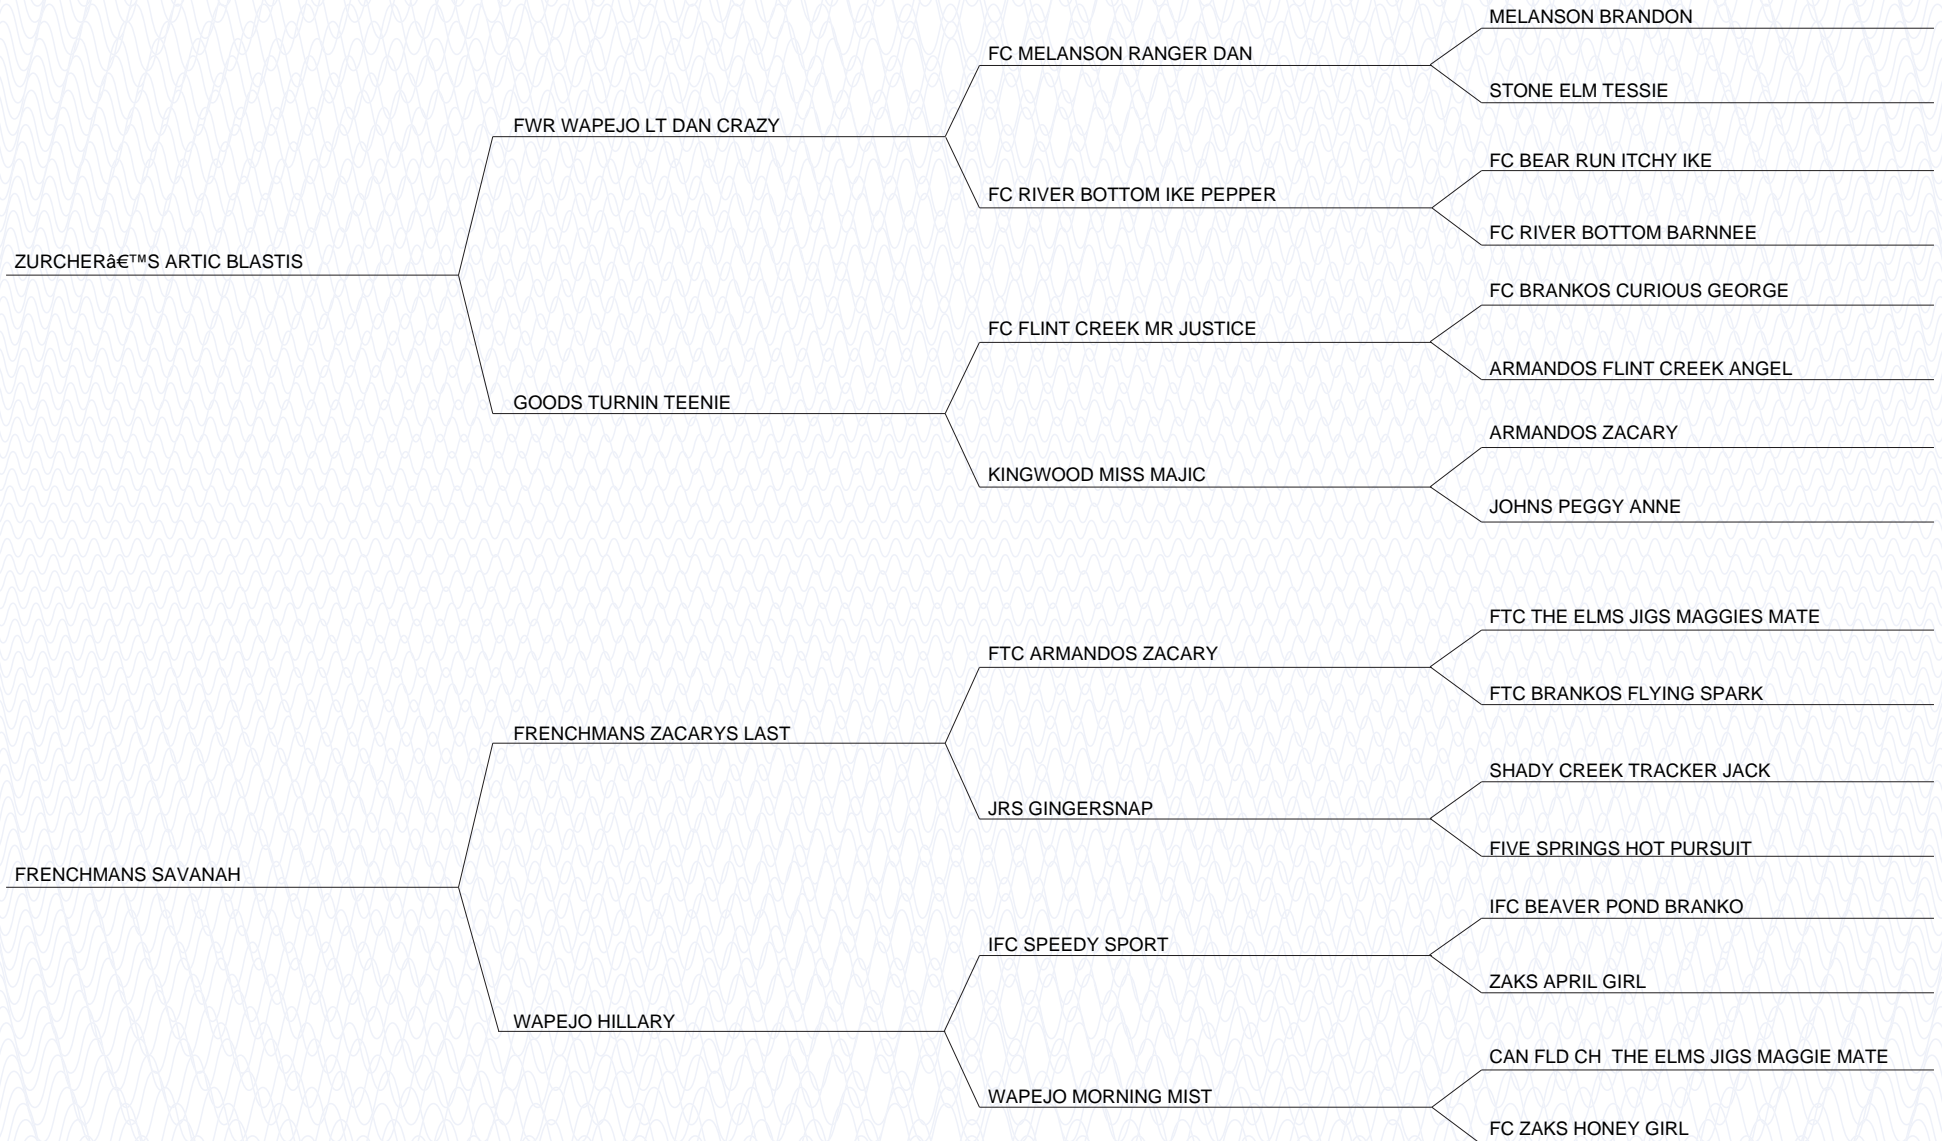 MELANSON BRANDON
FC MELANSON RANGER DAN
STONE ELM TESSIE
FWR WAPEJO LT DAN CRAZY
FC BEAR RUN ITCHY IKE
FC RIVER BOTTOM IKE PEPPER
FC RIVER BOTTOM BARNNEE
ZURCHER’S ARTIC BLASTIS
FC BRANKOS CURIOUS GEORGE
FC FLINT CREEK MR JUSTICE
ARMANDOS FLINT CREEK ANGEL
GOODS TURNIN TEENIE
ARMANDOS ZACARY
KINGWOOD MISS MAJIC
JOHNS PEGGY ANNE
FTC THE ELMS JIGS MAGGIES MATE
FTC ARMANDOS ZACARY
FTC BRANKOS FLYING SPARK
FRENCHMANS ZACARYS LAST
SHADY CREEK TRACKER JACK
JRS GINGERSNAP
FIVE SPRINGS HOT PURSUIT
FRENCHMANS SAVANAH
IFC BEAVER POND BRANKO
IFC SPEEDY SPORT
ZAKS APRIL GIRL
WAPEJO HILLARY
CAN FLD CH  THE ELMS JIGS MAGGIE MATE
WAPEJO MORNING MIST
FC ZAKS HONEY GIRL